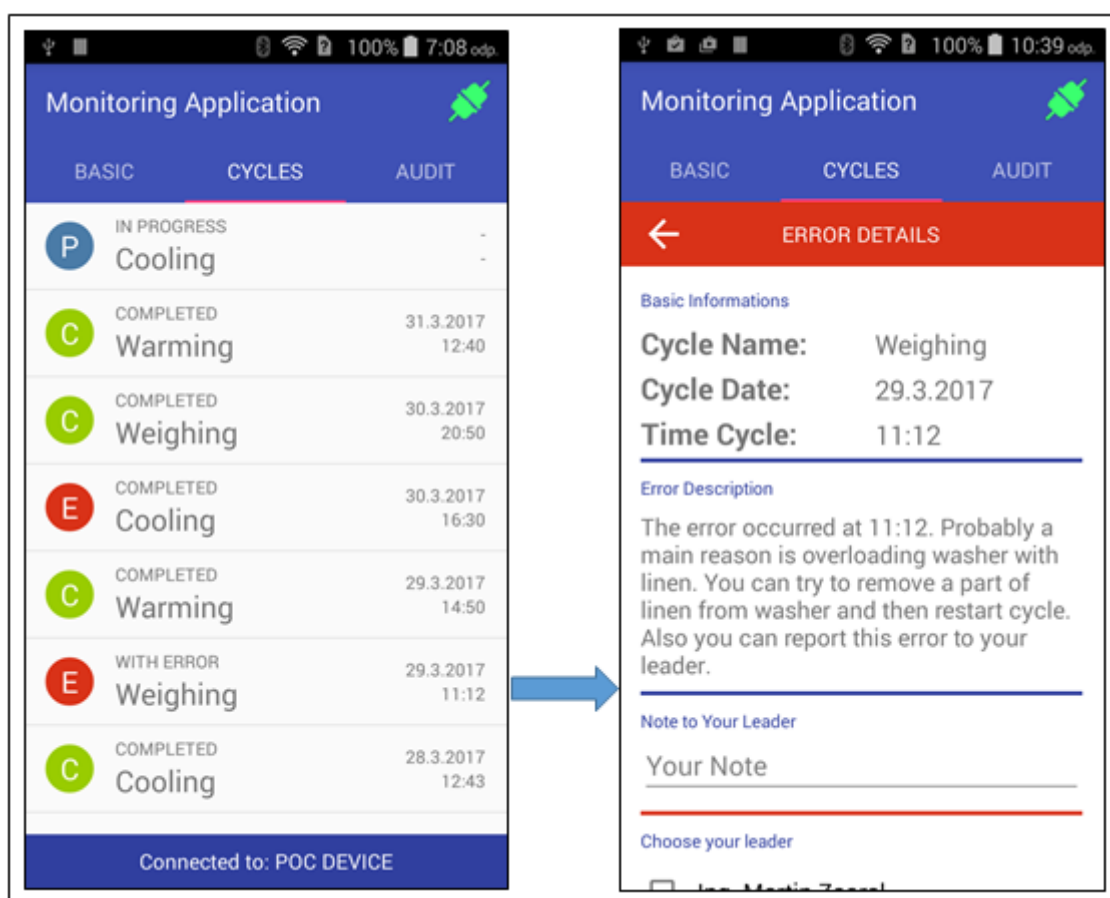 100% 7:08 odp.
Monitoring Application
BASIC CYCLES AUDIT
P
IN PROGRESS -
Cooling -
C
COMPLETED 31.3.2017
Warming 12:40
C
COMPLETED 30.3.2017
Weighing 20:50
E
COMPLETED 30.3.2017
Cooling 16:30
C
COMPLETED 29.3.2017
Warming 14:50
E
WITH ERROR 29.3.2017
Weighing 11:12
C
COMPLETED 28.3.2017
Cooling 12:43
Connected to: POC DEVICE
100% 10:39 odp.
Monitoring Application
BASIC CYCLES AUDIT
ERROR DETAILS
Basic Informations
Cycle Name: Weighing
Cycle Date: 29.3.2017
Time Cycle: 11:12
Error Description
The error occurred at 11:12. Probably a
main reason is overloading washer with
linen. You can try to remove a part of
linen from washer and then restart cycle.
Also you can report this error to your
leader.
Note to Your Leader
Your Note
Choose your leader
Ing. Martin